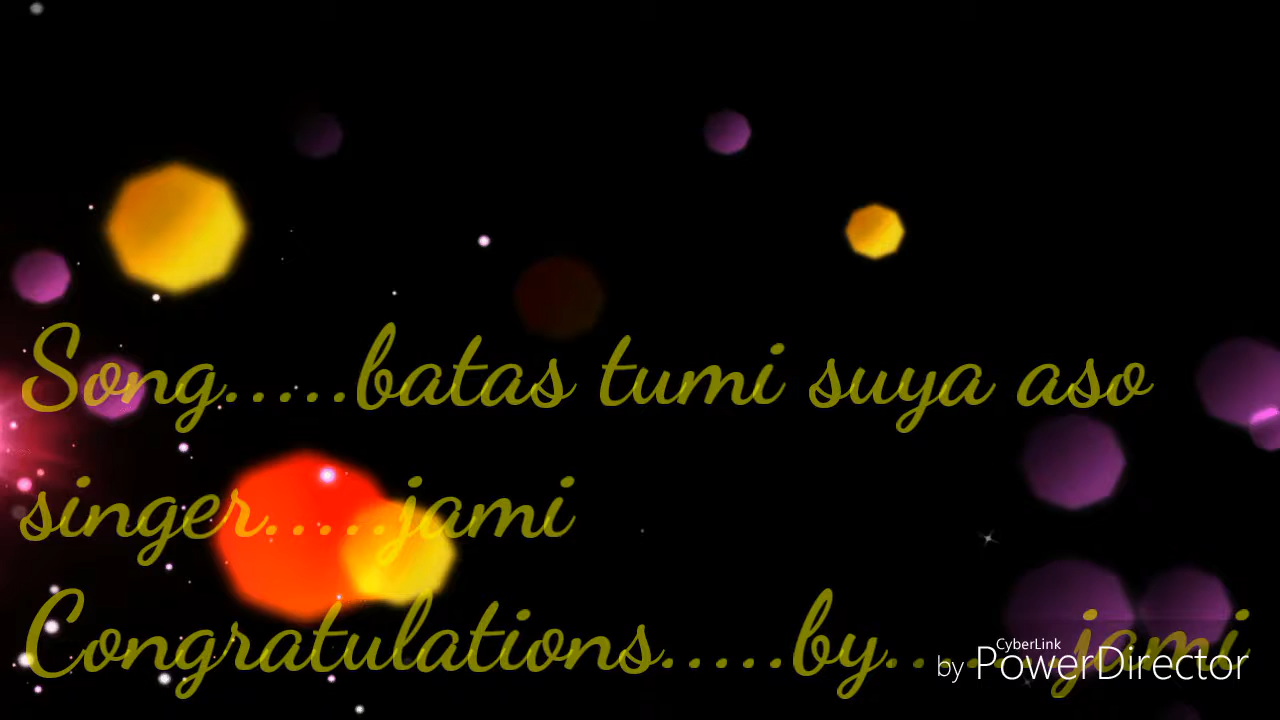 Song.....batas tumi suya aso
singer.....jami
Congratulations.....by.....jami
CyberLink
by PowerDirector